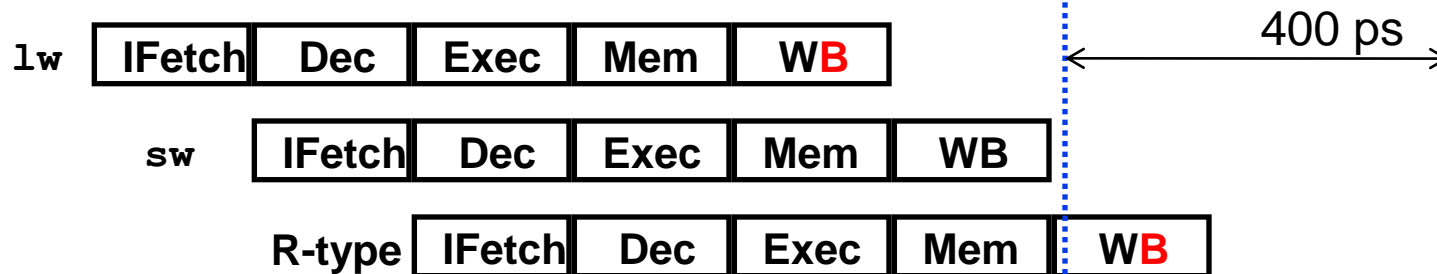 400 ps
lw IFetch Dec Exec Mem WB
sw IFetch Dec Exec Mem WB
R-type IFetch Dec Exec Mem WB